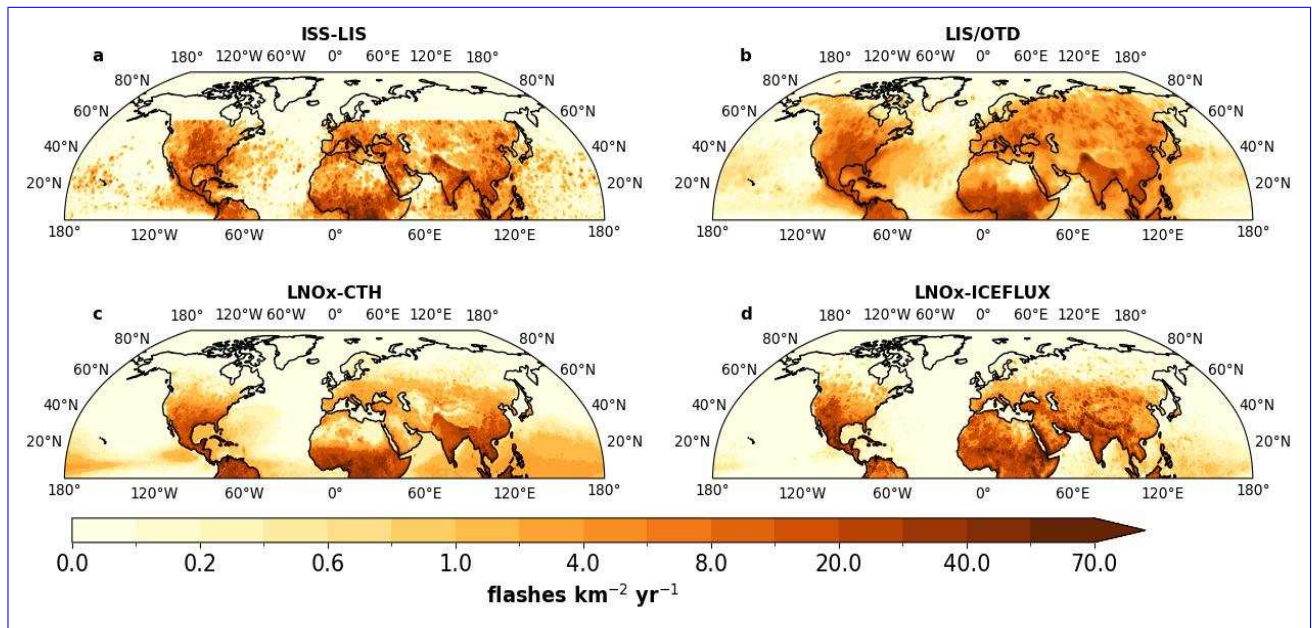 ISS-LIS
LIS/OTD
a 180° 120°W 60°W 0° 60°E 120°E 180°
b 180° 120°W 60°W 0° 60°E 120°E 180°
80°N 80°N 80°N 80°N
60°N 60°N 60°N 60°N
40°N 40°N 40°N 40°N
20°N 20°N 20°N 20°N
180° 120°W 60°W 0° 60°E 120°E 180°
180° 120°W 60°W 0° 60°E 120°E 180°
LNOx-CTH
LNOx-ICEFLUX
c 180° 120°W 60°W 0° 60°E 120°E 180°
d 180° 120°W 60°W 0° 60°E 120°E 180°
80°N 80°N 80°N 80°N
60°N 60°N 60°N 60°N
40°N 40°N 40°N 40°N
20°N 20°N 20°N 20°N
180° 120°W 60°W 0° 60°E 120°E 180°
180° 120°W 60°W 0° 60°E 120°E 180°
0.0 0.2 0.6 1.0 4.0 8.0 20.0 40.0 70.0
flashes km⁻² yr⁻¹